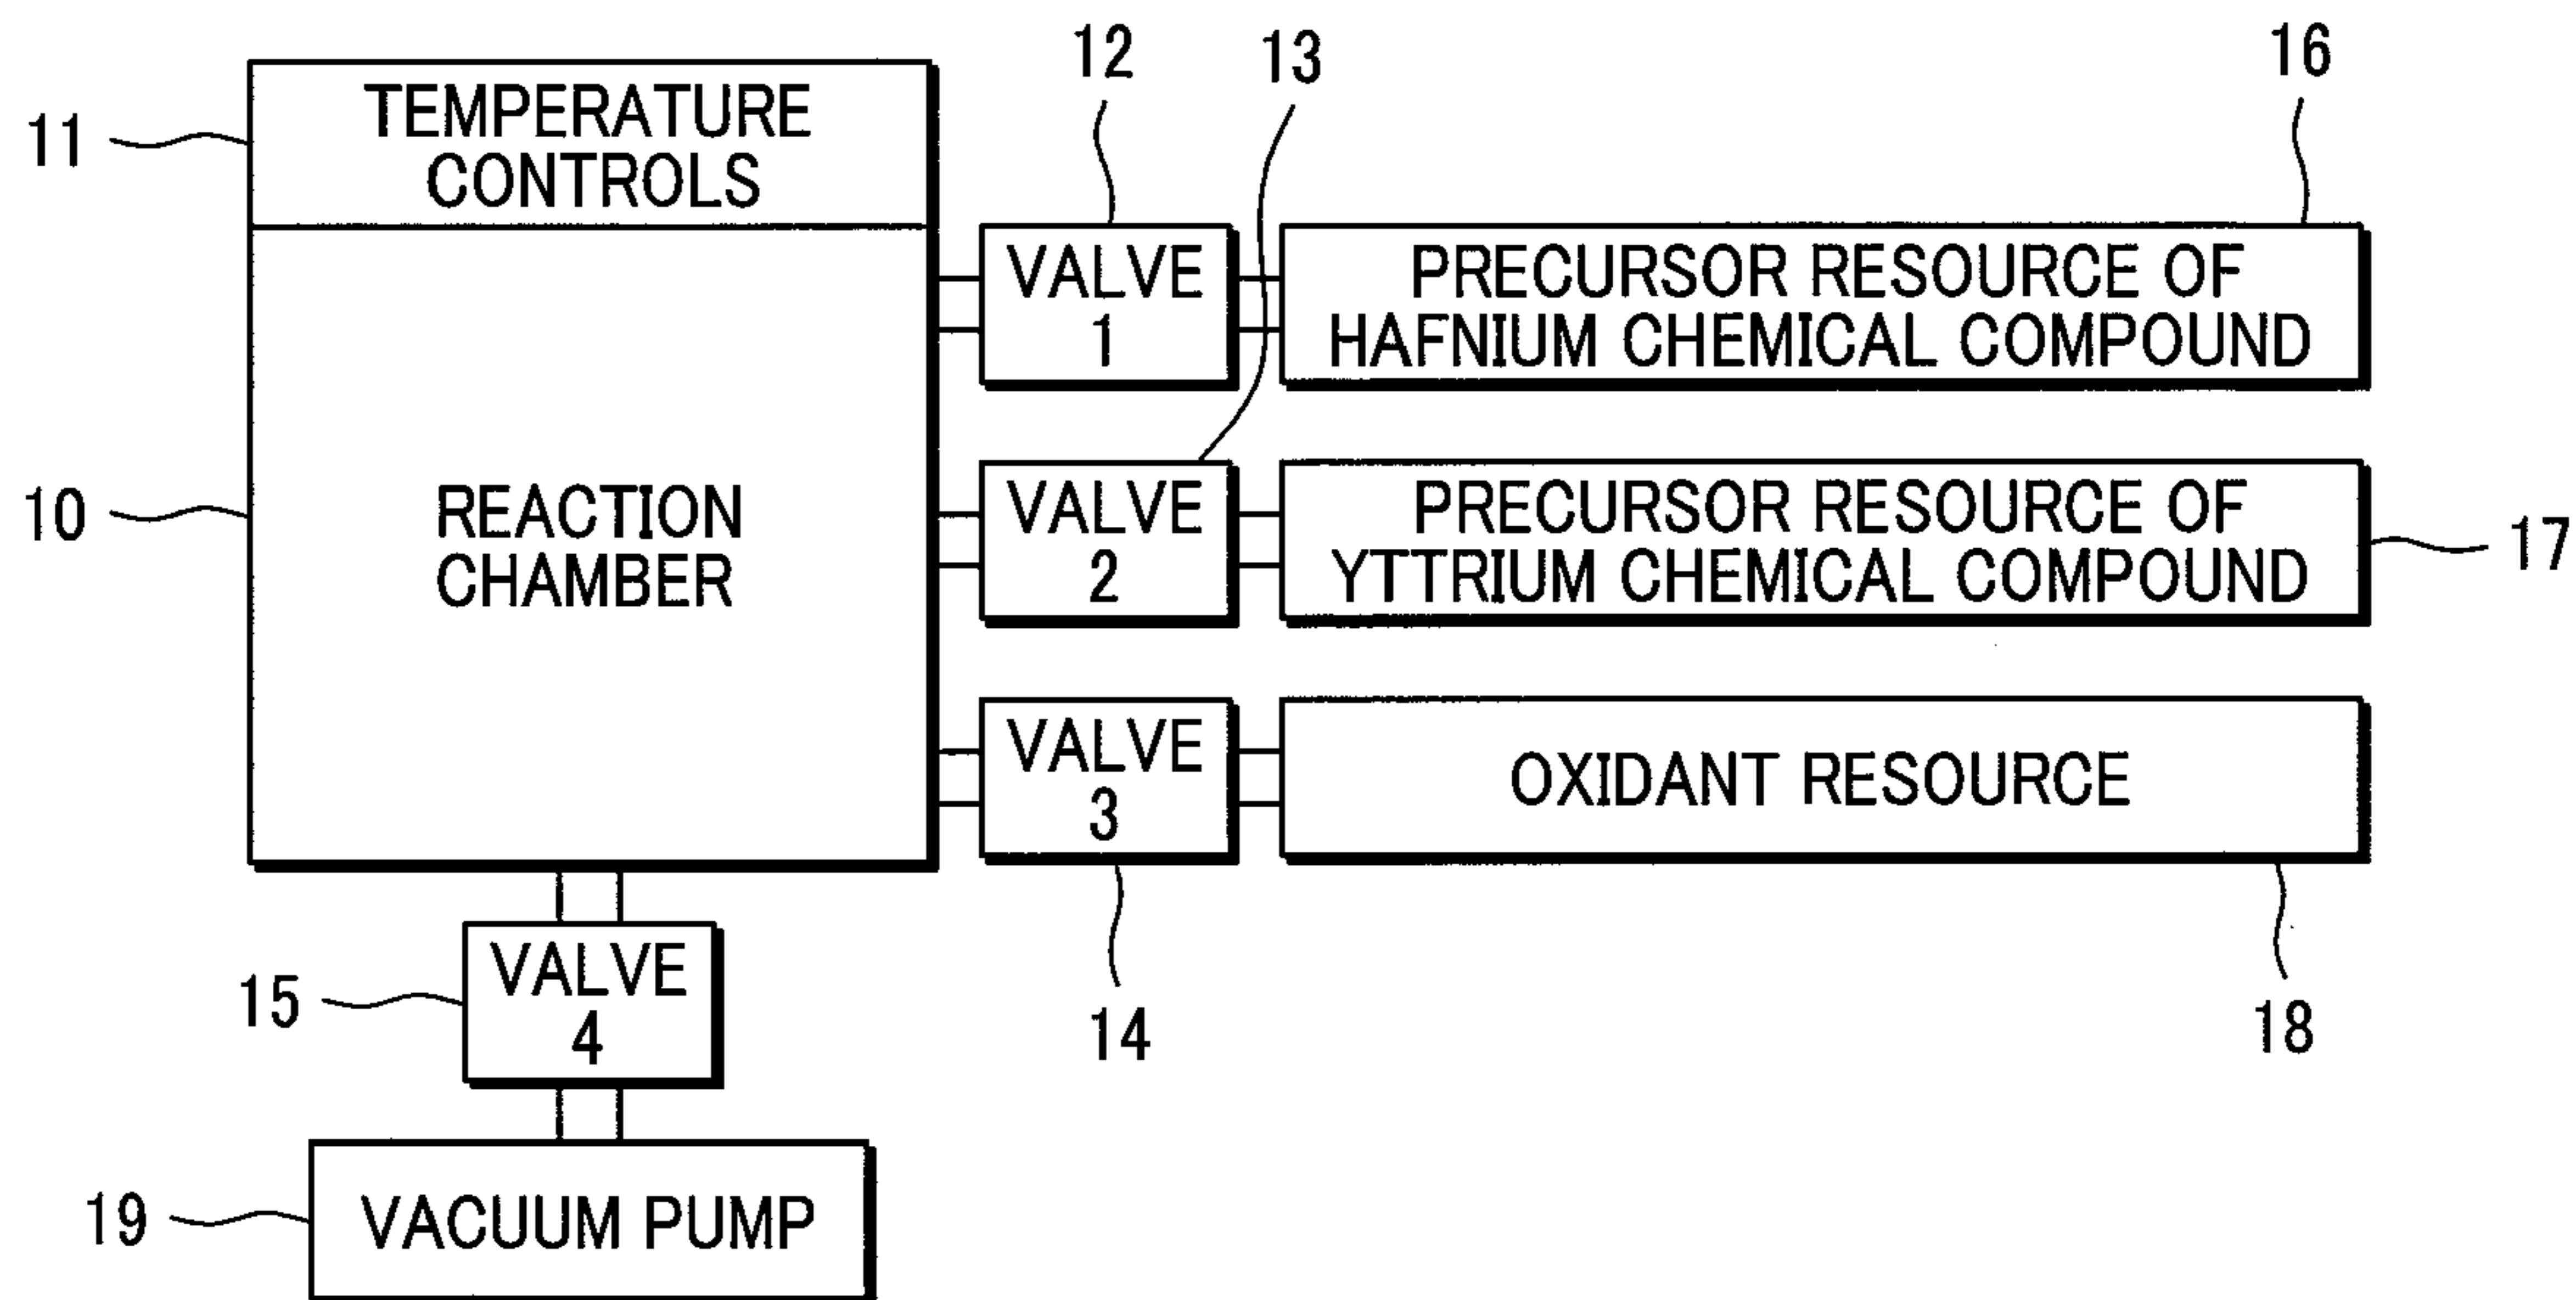 12
13
16
11
TEMPERATURE
CONTROLS
VALVE
1
PRECURSOR RESOURCE OF
HAFNIUM CHEMICAL COMPOUND
10
REACTION
CHAMBER
VALVE
2
PRECURSOR RESOURCE OF
YTTRIUM CHEMICAL COMPOUND
17
VALVE
3
OXIDANT RESOURCE
15
VALVE
4
14
18
19
VACUUM PUMP